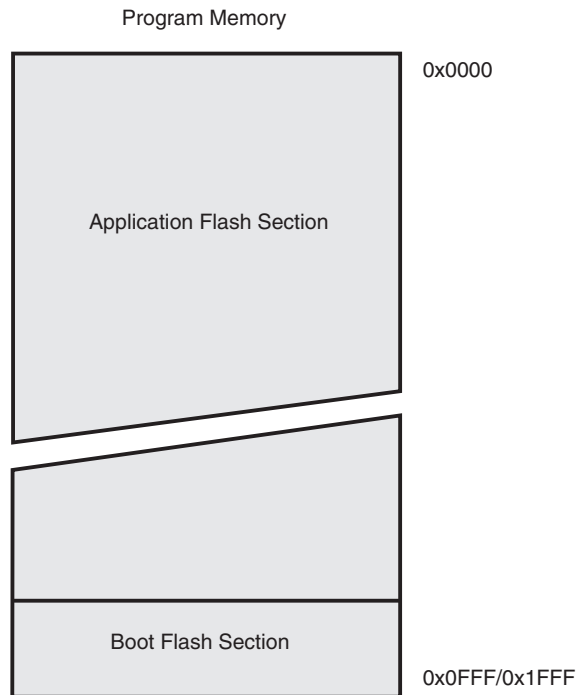 Program Memory
0x0000
Application Flash Section
Boot Flash Section
0x0FFF/0x1FFF